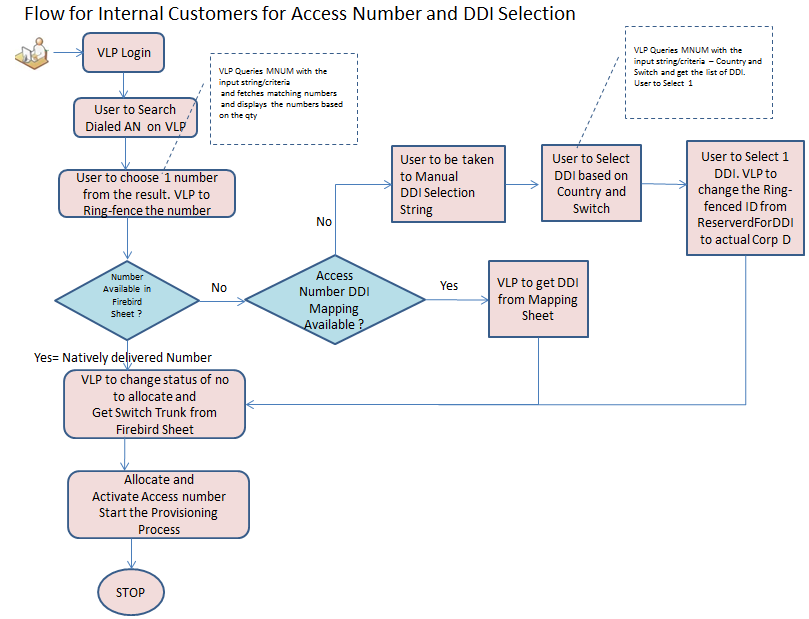 Flow for Internal Customers for Access Number and DDI Selection
VLP Login
VLP Queries MNUM with the
input string/criteria
and fetches matching numbers
and displays the numbers based
on the qty
VLP Queries MNUM with the
input string/criteria – Country and
Switch and get the list of DDI.
User to Select 1
User to Search
Dialed AN on VLP
User to choose 1 number
from the result. VLP to
Ring-fence the number
User to be taken
to Manual
DDI Selection
String
User to Select
DDI based on
Country and
Switch
User to Select 1
DDI. VLP to
change the Ring-
fenced ID from
ReserverdForDDI
to actual Corp D
No
Number
Available in
Firebird
Sheet ?
No
Access
Number DDI
Mapping
Available ?
Yes
VLP to get DDI
from Mapping
Sheet
Yes= Natively delivered Number
VLP to change status of no
to allocate and
Get Switch Trunk from
Firebird Sheet
Allocate and
Activate Access number
Start the Provisioning
Process
STOP